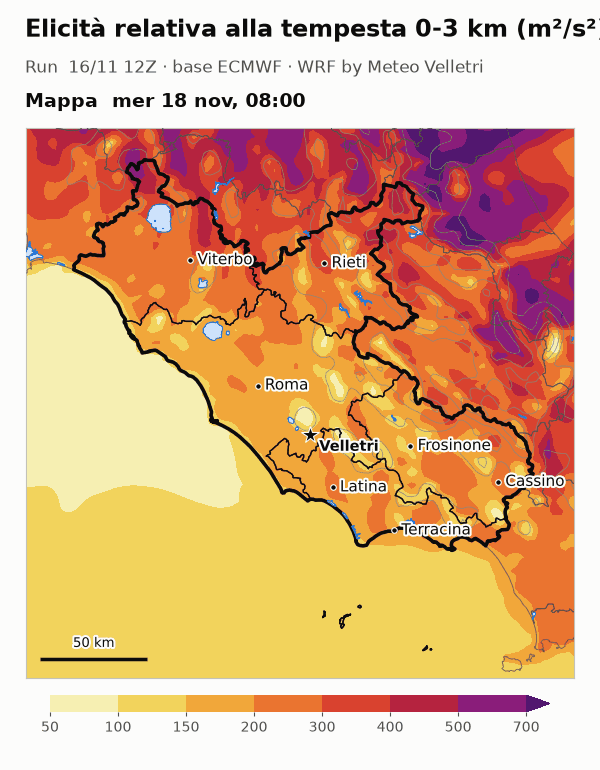 Elicità relativa alla tempesta 0-3 km (m²/s²)
Run  16/11 12Z · base ECMWF · WRF by Meteo Velletri
Mappa  mer 18 nov, 08:00
Viterbo
Rieti
Roma
Velletri
Frosinone
Latina
Cassino
Terracina
50 km
50 100 150 200 300 400 500 700